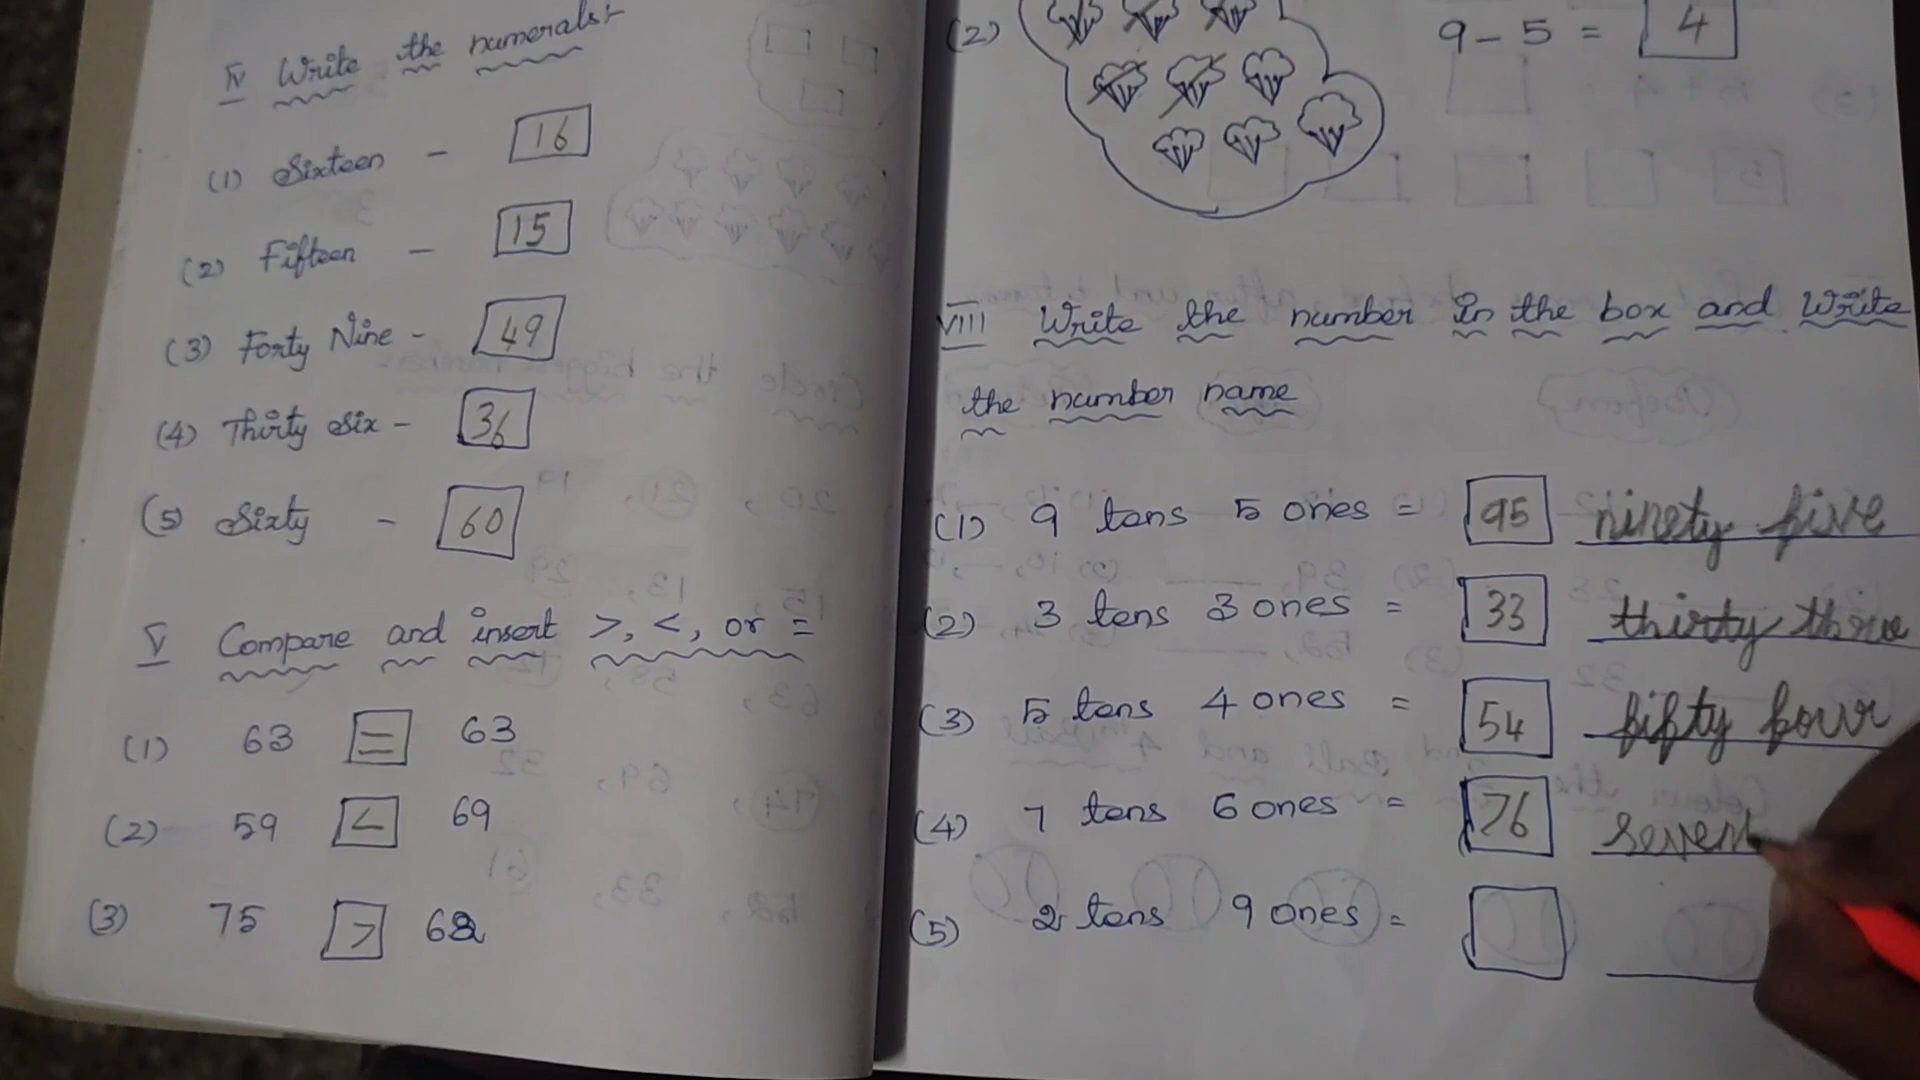 IV Write the numerals:-
(1) Sixteen - 16
(2) Fifteen - 15
(3) Forty Nine - 49
(4) Thirty Six - 36
(5) Sixty - 60
V Compare and insert >, <, or =
(1) 63 = 63
(2) 59 < 69
(3) 75 > 62
(2) 9 - 5 = 4
VIII Write the number in the box and write
the number name
(1) 9 tens 5 ones = 95 ninety five
(2) 3 tens 3 ones = 33 thirty three
(3) 5 tens 4 ones = 54 fifty four
(4) 7 tens 6 ones = 76 sevent
(5) 2 tens 9 ones =